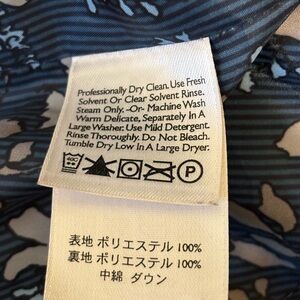 Professionally Dry Clean. Use Fresh
Solvent Or Clear Solvent Rinse.
Steam Only. -Or- Machine Wash
Warm Delicate, Separately In A
Large Washer. Use Mild Detergent.
Rinse Thoroughly. Do Not Bleach.
Tumble Dry Low In A Large Dryer.
P
表地 ポリエステル 100%
裏地 ポリエステル 100%
中綿 ダウン